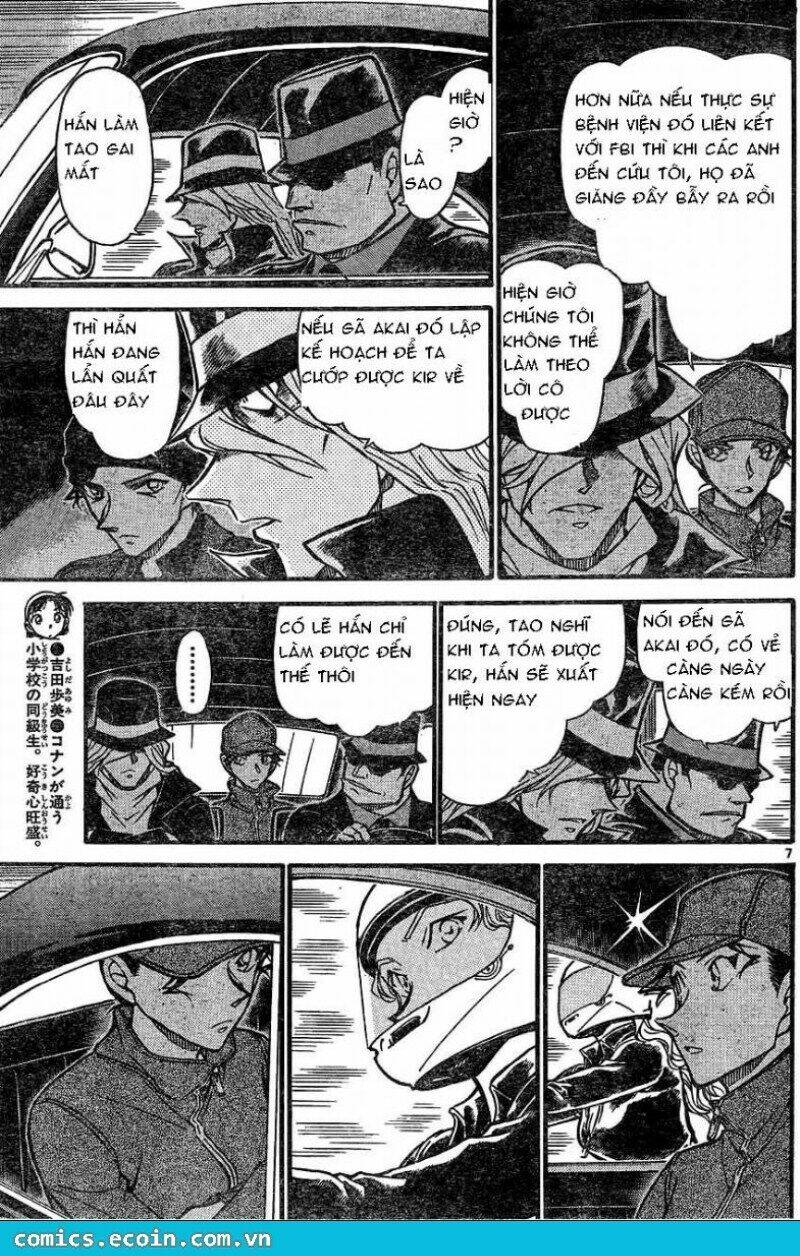 HƠN NỮA NẾU THỰC SỰ
BỆNH VIỆN ĐÓ LIÊN KẾT
VỚI FBI THÌ KHI CÁC ANH
ĐẾN CỨU TÔI, HỌ ĐÃ
GIĂNG ĐẦY BẪY RA RỒI
HIỆN GIỜ
CHÚNG TÔI
KHÔNG THỂ
LÀM THEO
LỜI CÔ
ĐƯỢC
HIỆN
GIỜ
?
LÀ
SAO
HẮN LÀM
TAO GAI
MẮT
NẾU GÃ AKAI ĐÓ LẬP
KẾ HOẠCH ĐỂ TA
CƯỚP ĐƯỢC KIR VỀ
THÌ HẲN
HẮN ĐANG
LẨN QUẤT
ĐÂU ĐÂY
NÓI ĐẾN GÃ
AKAI ĐÓ, CÓ VẺ
CÀNG NGÀY
CÀNG KÉM RỒI
ĐÚNG, TAO NGHĨ
KHI TA TÓM ĐƯỢC
KIR, HẮN SẼ XUẤT
HIỆN NGAY
CÓ LẼ HẮN CHỈ
LÀM ĐƯỢC ĐẾN
THẾ THÔI
.........
吉田歩美 コナンが通う
小学校の同級生。好奇心旺盛。
7
comics.ecoin.com.vn